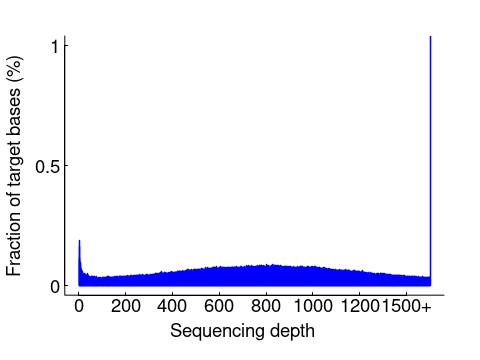 Fraction of target bases (%)
1
0.5
0
0 200 400 600 800 1000 1200 1500+
Sequencing depth